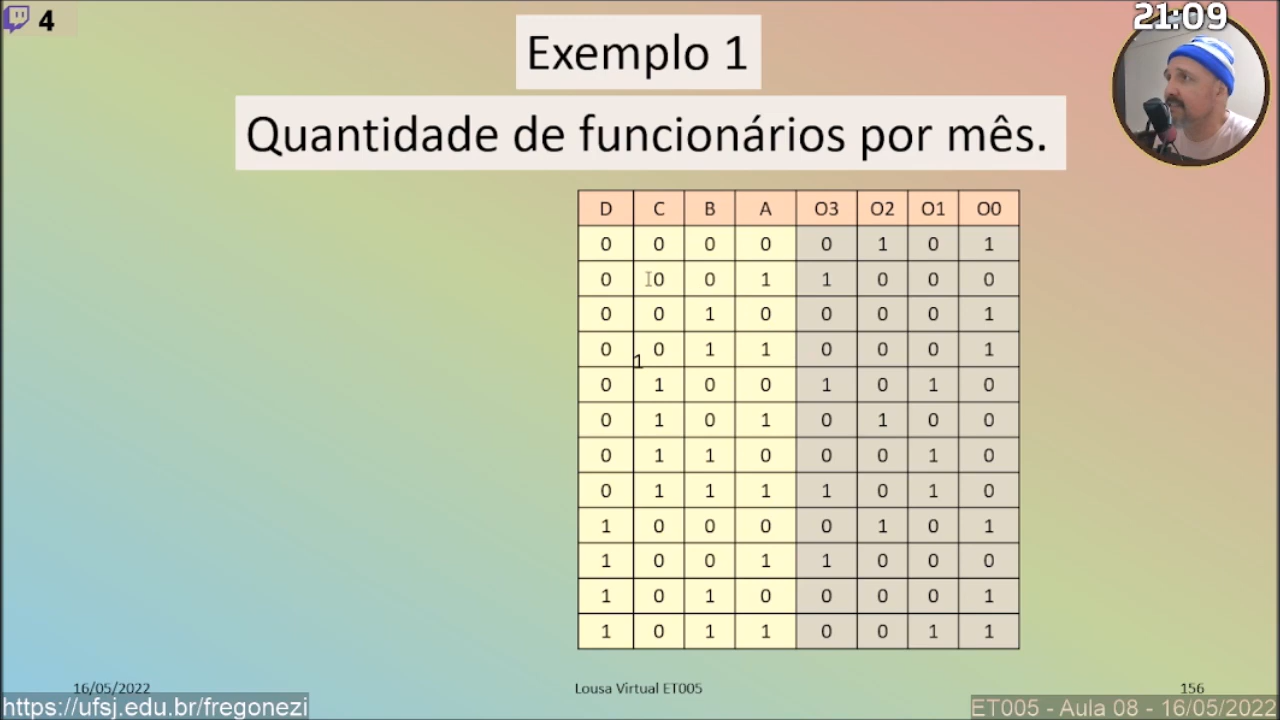 4
21:09
Exemplo 1
Quantidade de funcionários por mês.
D C B A O3 O2 O1 O0
0 0 0 0 0 1 0 1
0 0 0 1 1 0 0 0
0 0 1 0 0 0 0 1
0 0 1 1 0 0 0 1
1
0 1 0 0 1 0 1 0
0 1 0 1 0 1 0 0
0 1 1 0 0 0 1 0
0 1 1 1 1 0 1 0
1 0 0 0 0 1 0 1
1 0 0 1 1 0 0 0
1 0 1 0 0 0 0 1
1 0 1 1 0 0 1 1
16/05/2022 Lousa Virtual ET005 156
https://ufsj.edu.br/fregonezi ET005 - Aula 08 - 16/05/2022